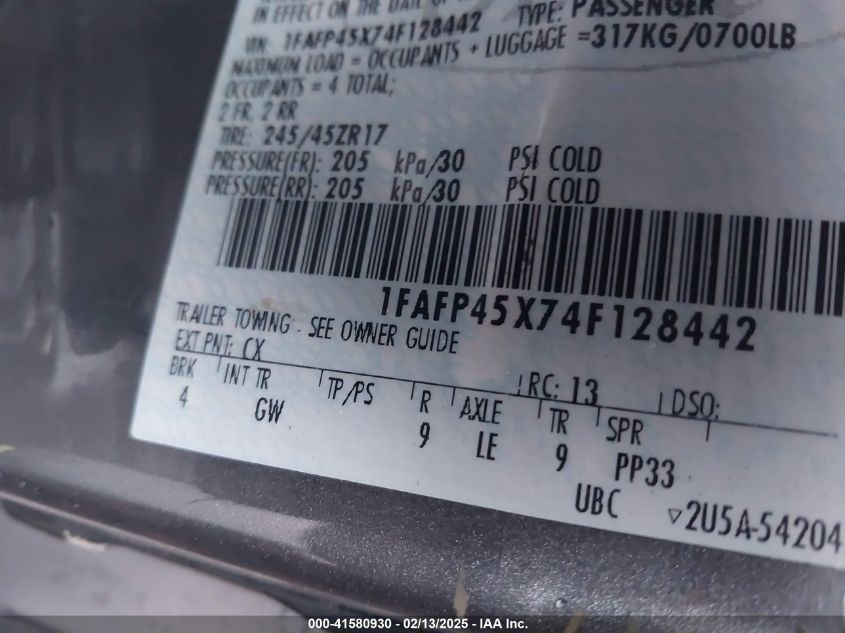 IN EFFECT ON THE DATE
VIN: 1FAFP45X74F128442 TYPE: PASSENGER
MAXIMUM LOAD = OCCUPANTS + LUGGAGE =317KG/0700LB
OCCUPANTS = 4 TOTAL;
2 FR, 2 RR
TIRE: 245/45ZR17
PRESSURE(FR): 205 kPa/30 PSI COLD
PRESSURE(RR): 205 kPa/30 PSI COLD
1FAFP45X74F128442
TRAILER TOWING - SEE OWNER GUIDE
EXT PNT: CX RC: 13 DSO:
BRK INT TR TP/PS R AXLE TR SPR
4 GW 9 LE 9 PP33
UBC ▽2U5A-54204
000-41580930 - 02/13/2025 - IAA Inc.